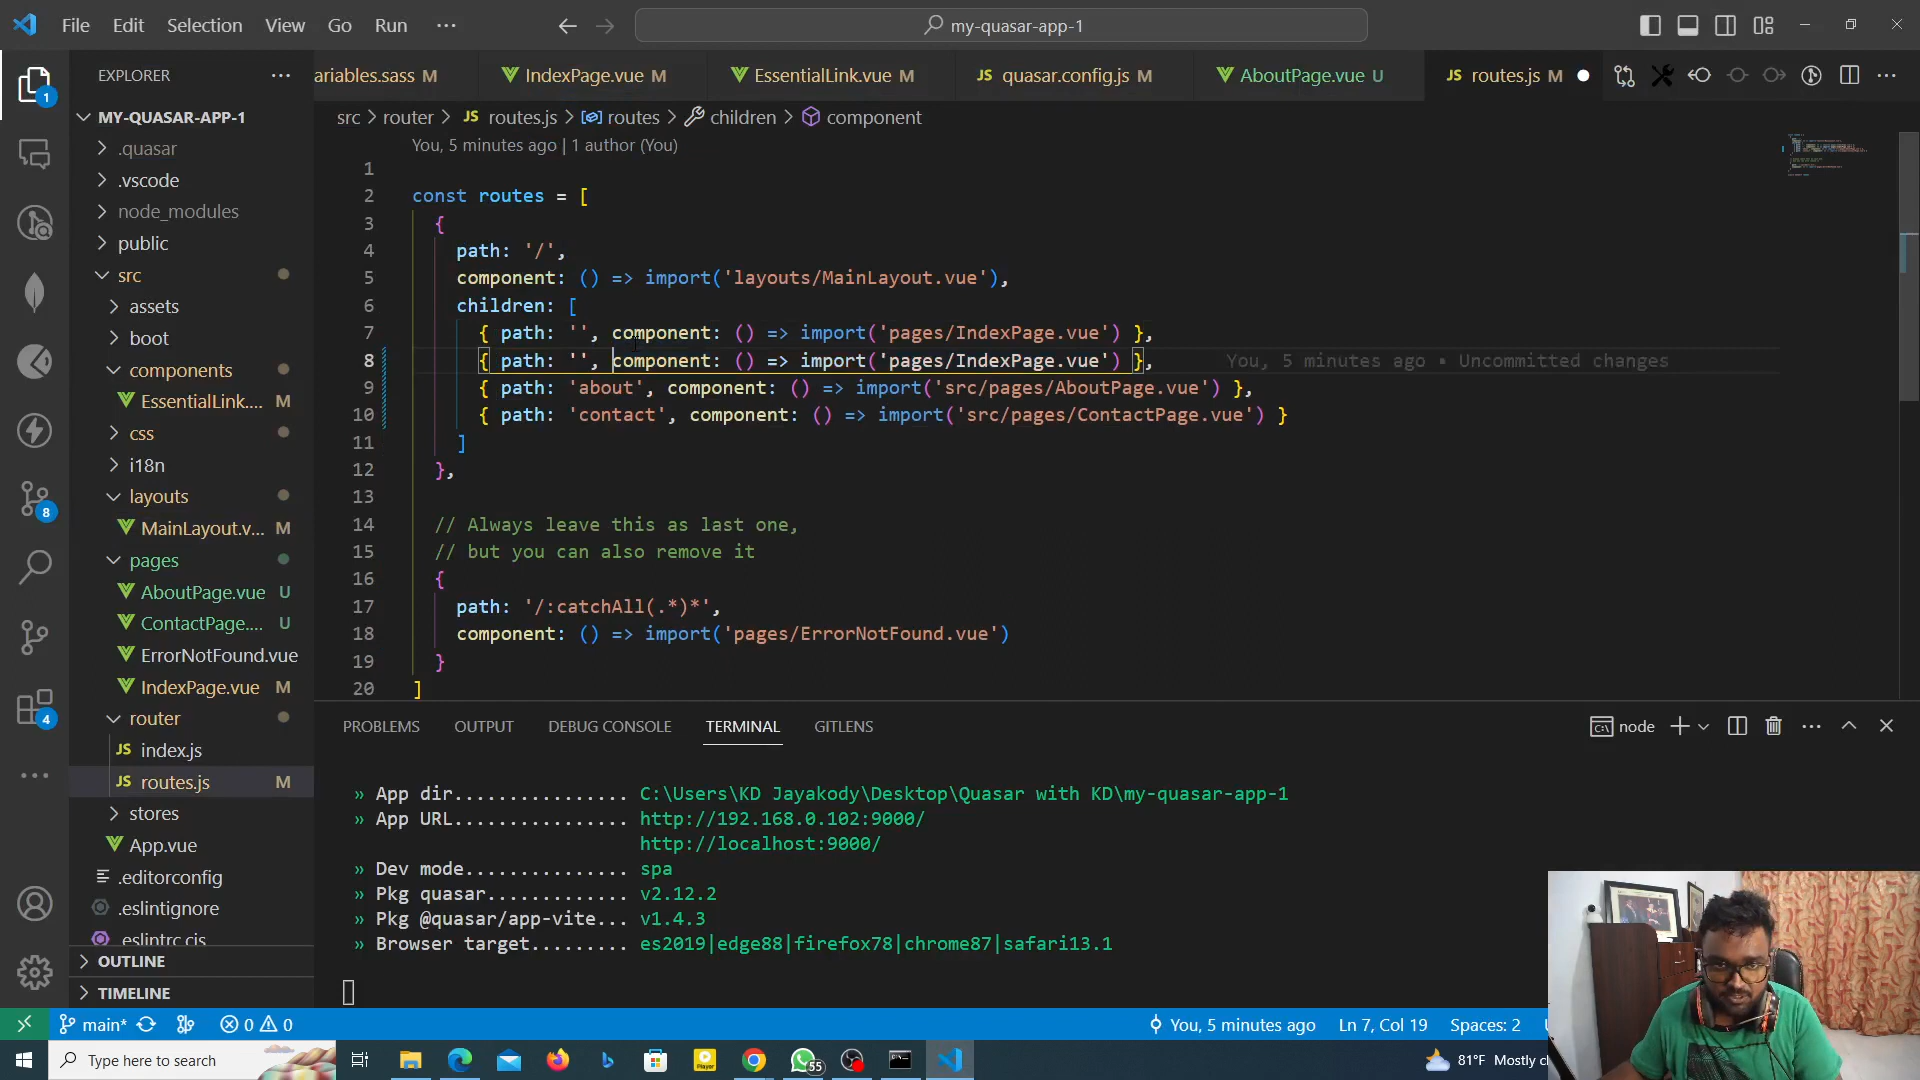 File Edit Selection View Go Run ···
my-quasar-app-1
EXPLORER ···
ariables.sass M
IndexPage.vue M
EssentialLink.vue M
JS quasar.config.js M
AboutPage.vue U
JS routes.js M
src > router > JS routes.js > routes > children > component
MY-QUASAR-APP-1
.quasar
.vscode
node_modules
public
src
assets
boot
components
EssentialLink.... M
css
i18n
layouts
MainLayout.v... M
pages
AboutPage.vue U
ContactPage.... U
ErrorNotFound.vue
IndexPage.vue M
router
JS index.js
JS routes.js M
stores
App.vue
.editorconfig
.eslintignore
.eslintrc.cjs
OUTLINE
TIMELINE
1
8
4
You, 5 minutes ago | 1 author (You)
1
2 const routes = [
3 {
4 path: '/',
5 component: () => import('layouts/MainLayout.vue'),
6 children: [
7 { path: '', component: () => import('pages/IndexPage.vue') },
8 { path: '', component: () => import('pages/IndexPage.vue') }, You, 5 minutes ago • Uncommitted changes
9 { path: 'about', component: () => import('src/pages/AboutPage.vue') },
10 { path: 'contact', component: () => import('src/pages/ContactPage.vue') }
11 ]
12 },
13
14 // Always leave this as last one,
15 // but you can also remove it
16 {
17 path: '/:catchAll(.*)*',
18 component: () => import('pages/ErrorNotFound.vue')
19 }
20 ]
PROBLEMS OUTPUT DEBUG CONSOLE TERMINAL GITLENS
node
» App dir................ C:\Users\KD Jayakody\Desktop\Quasar with KD\my-quasar-app-1
» App URL................ http://192.168.0.102:9000/
http://localhost:9000/
» Dev mode............... spa
» Pkg quasar............. v2.12.2
» Pkg @quasar/app-vite... v1.4.3
» Browser target......... es2019|edge88|firefox78|chrome87|safari13.1
main* 0 0
You, 5 minutes ago Ln 7, Col 19 Spaces: 2
Type here to search
Player
55
81°F Mostly c